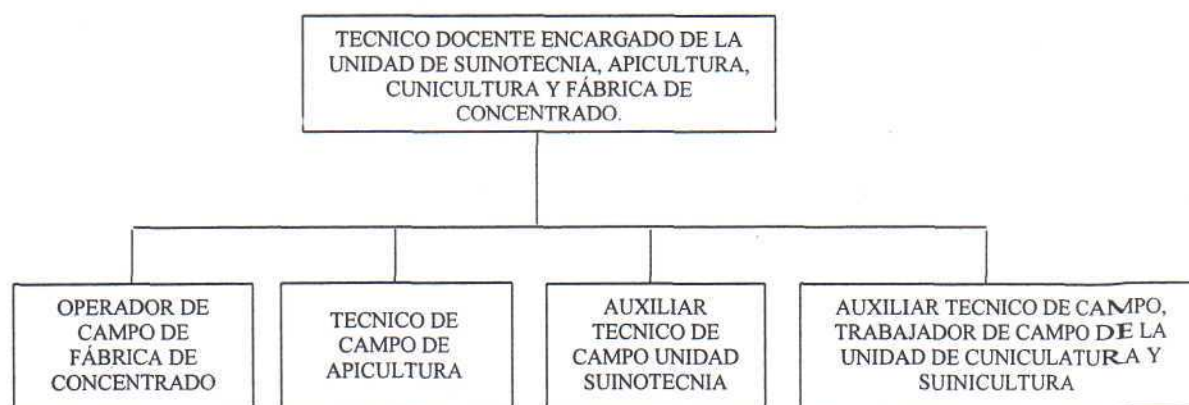 TECNICO DOCENTE ENCARGADO DE LA
UNIDAD DE SUINOTECNIA, APICULTURA,
CUNICULTURA Y FÁBRICA DE
CONCENTRADO.
OPERADOR DE
CAMPO DE
FÁBRICA DE
CONCENTRADO
TECNICO DE
CAMPO DE
APICULTURA
AUXILIAR
TECNICO DE
CAMPO UNIDAD
SUINOTECNIA
AUXILIAR TECNICO DE CAMPO,
TRABAJADOR DE CAMPO DE LA
UNIDAD DE CUNICULATURA Y
SUINICULTURA